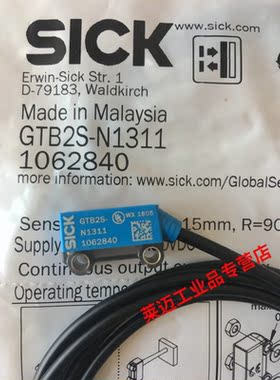 SICK
Erwin-Sick Str. 1
D-79183, Waldkirch
Made in Malaysia
GTB2S-N1311
1062840
more information: www.sick.com/GlobalSe
SICK
GTB2S-
N1311
1062840
WX 1806
Sens
15mm, R=90
Supply
Continuous output
Operating tempe
莱迈工业品专营店